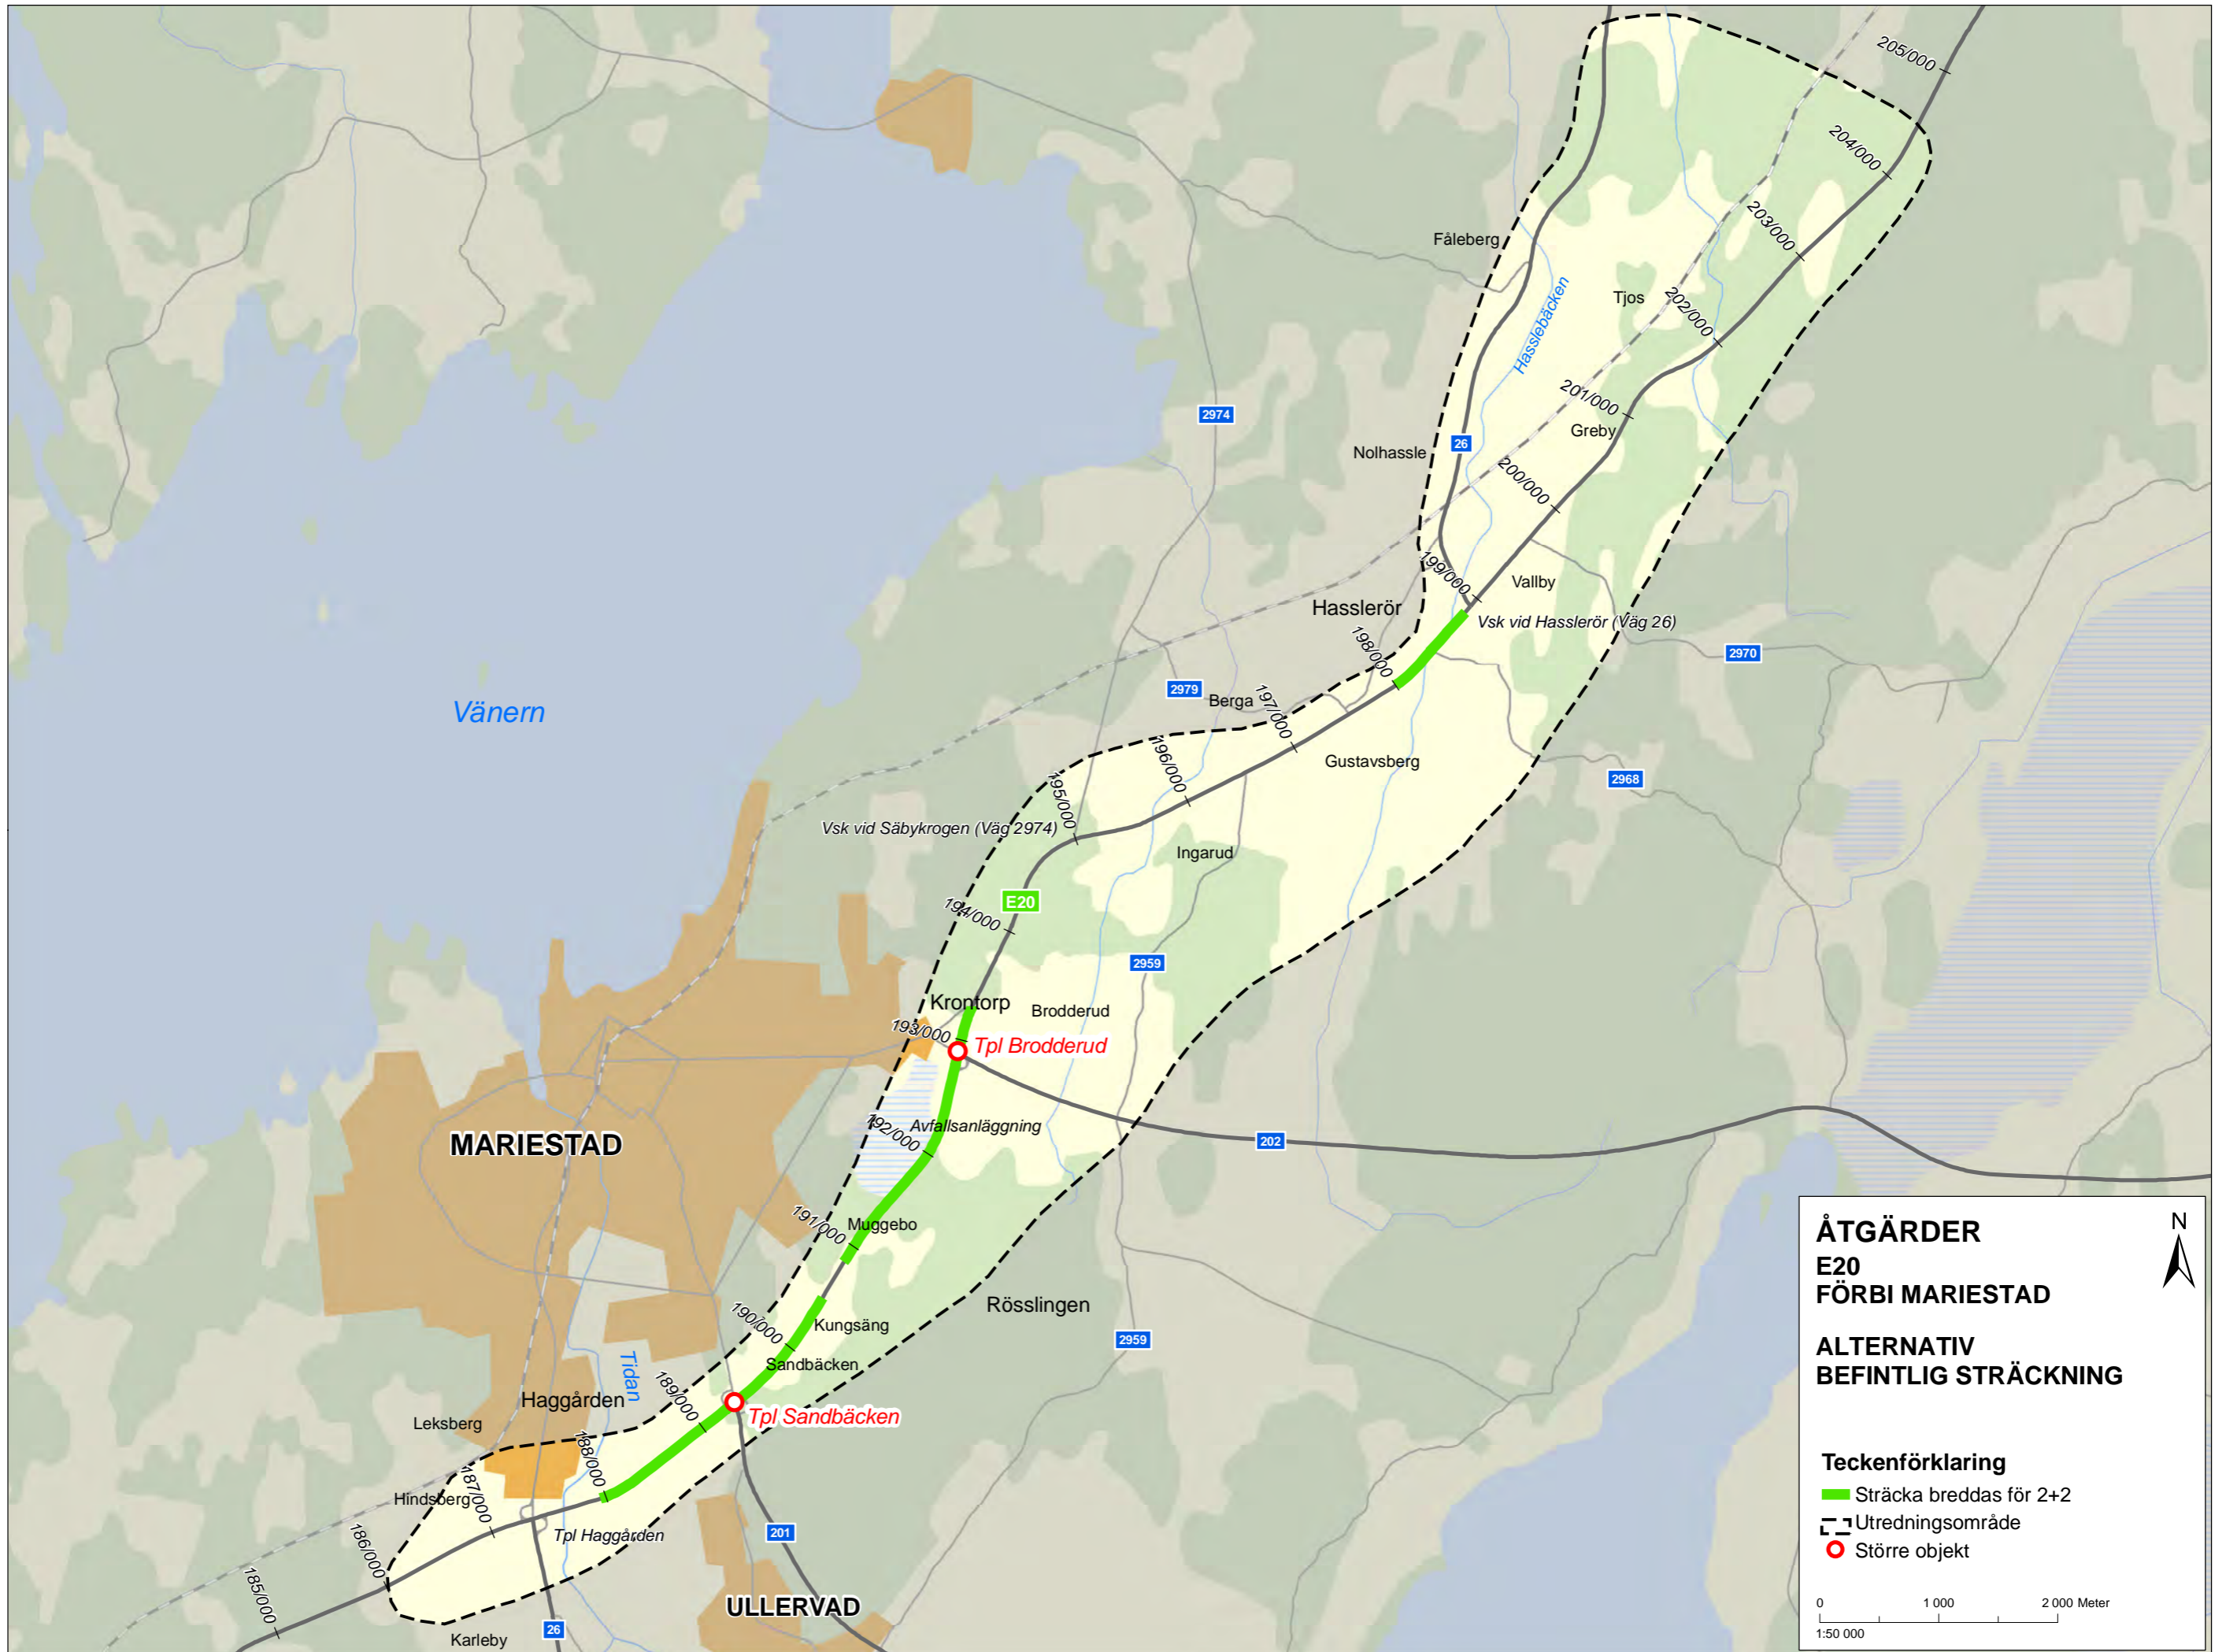 205/000
204/000
203/000
Fåleberg
Tjos
202/000
Hasslebäcken
201/000
2974
Greby
26
Nolhassle
200/000
199/000
Vallby
Hasslerör
Vsk vid Hasslerör (Väg 26)
198/000
2970
2979
Berga
197/000
Vänern
196/000
Gustavsberg
2968
195/000
Vsk vid Säbykrogen (Väg 2974)
Ingarud
E20
194/000
2959
Krontorp
Brodderud
193/000
Tpl Brodderud
192/000
Avfallsanläggning
MARIESTAD
202
191/000
Muggebo
Rösslingen
190/000
Kungsäng
2959
Sandbäcken
Tidan
189/000
Haggården
Tpl Sandbäcken
Leksberg
188/000
187/000
Hindsberg
Tpl Haggården
201
186/000
185/000
ULLERVAD
26
Karleby
ÅTGÄRDER
N
E20
FÖRBI MARIESTAD
ALTERNATIV
BEFINTLIG STRÄCKNING
Teckenförklaring
Sträcka breddas för 2+2
Utredningsområde
Större objekt
0 1 000 2 000 Meter
1:50 000